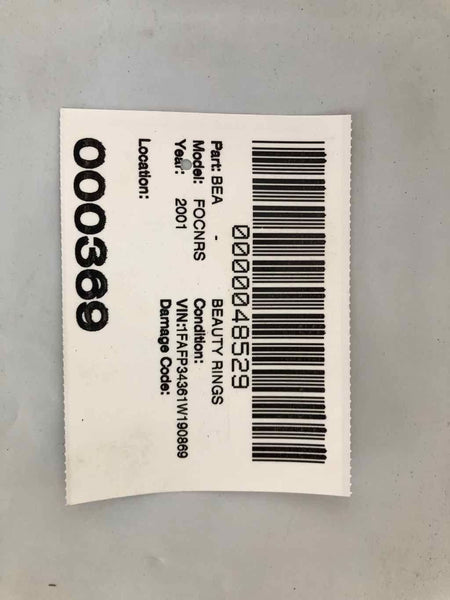 0000048529
Part: BEA - BEAUTY RINGS
Model: FOCNRS Condition:
Year: 2001 VIN:1FAFP34361W190869
Damage Code:
Location:
000369